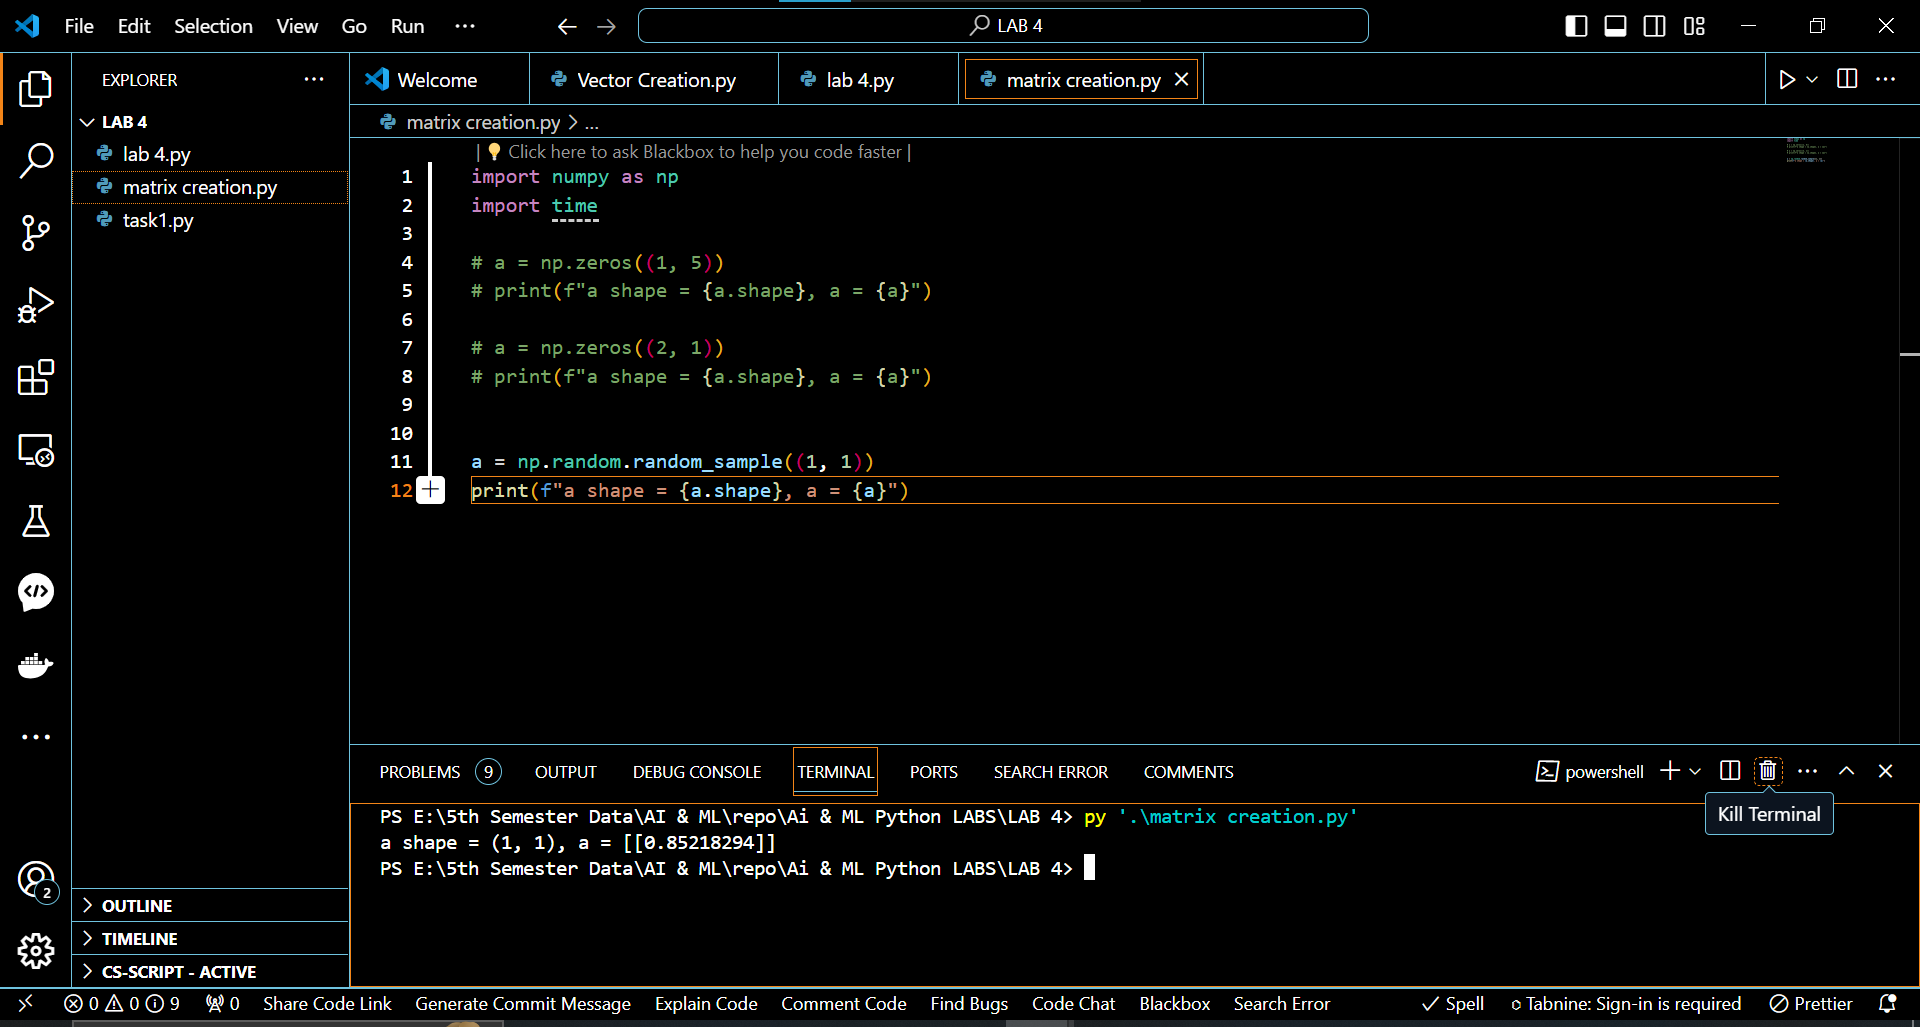 File Edit Selection View Go Run ··· LAB 4
EXPLORER ···
LAB 4
lab 4.py
matrix creation.py
task1.py
OUTLINE
TIMELINE
CS-SCRIPT - ACTIVE
2
Welcome Vector Creation.py lab 4.py matrix creation.py
matrix creation.py > ...
| Click here to ask Blackbox to help you code faster |
1 import numpy as np
2 import time
3
4 # a = np.zeros((1, 5))
5 # print(f"a shape = {a.shape}, a = {a}")
6
7 # a = np.zeros((2, 1))
8 # print(f"a shape = {a.shape}, a = {a}")
9
10
11 a = np.random.random_sample((1, 1))
12 print(f"a shape = {a.shape}, a = {a}")
PROBLEMS 9 OUTPUT DEBUG CONSOLE TERMINAL PORTS SEARCH ERROR COMMENTS powershell
Kill Terminal
PS E:\5th Semester Data\AI & ML\repo\Ai & ML Python LABS\LAB 4> py '.\matrix creation.py'
a shape = (1, 1), a = [[0.85218294]]
PS E:\5th Semester Data\AI & ML\repo\Ai & ML Python LABS\LAB 4>
0 0 9 0 Share Code Link Generate Commit Message Explain Code Comment Code Find Bugs Code Chat Blackbox Search Error Spell Tabnine: Sign-in is required Prettier